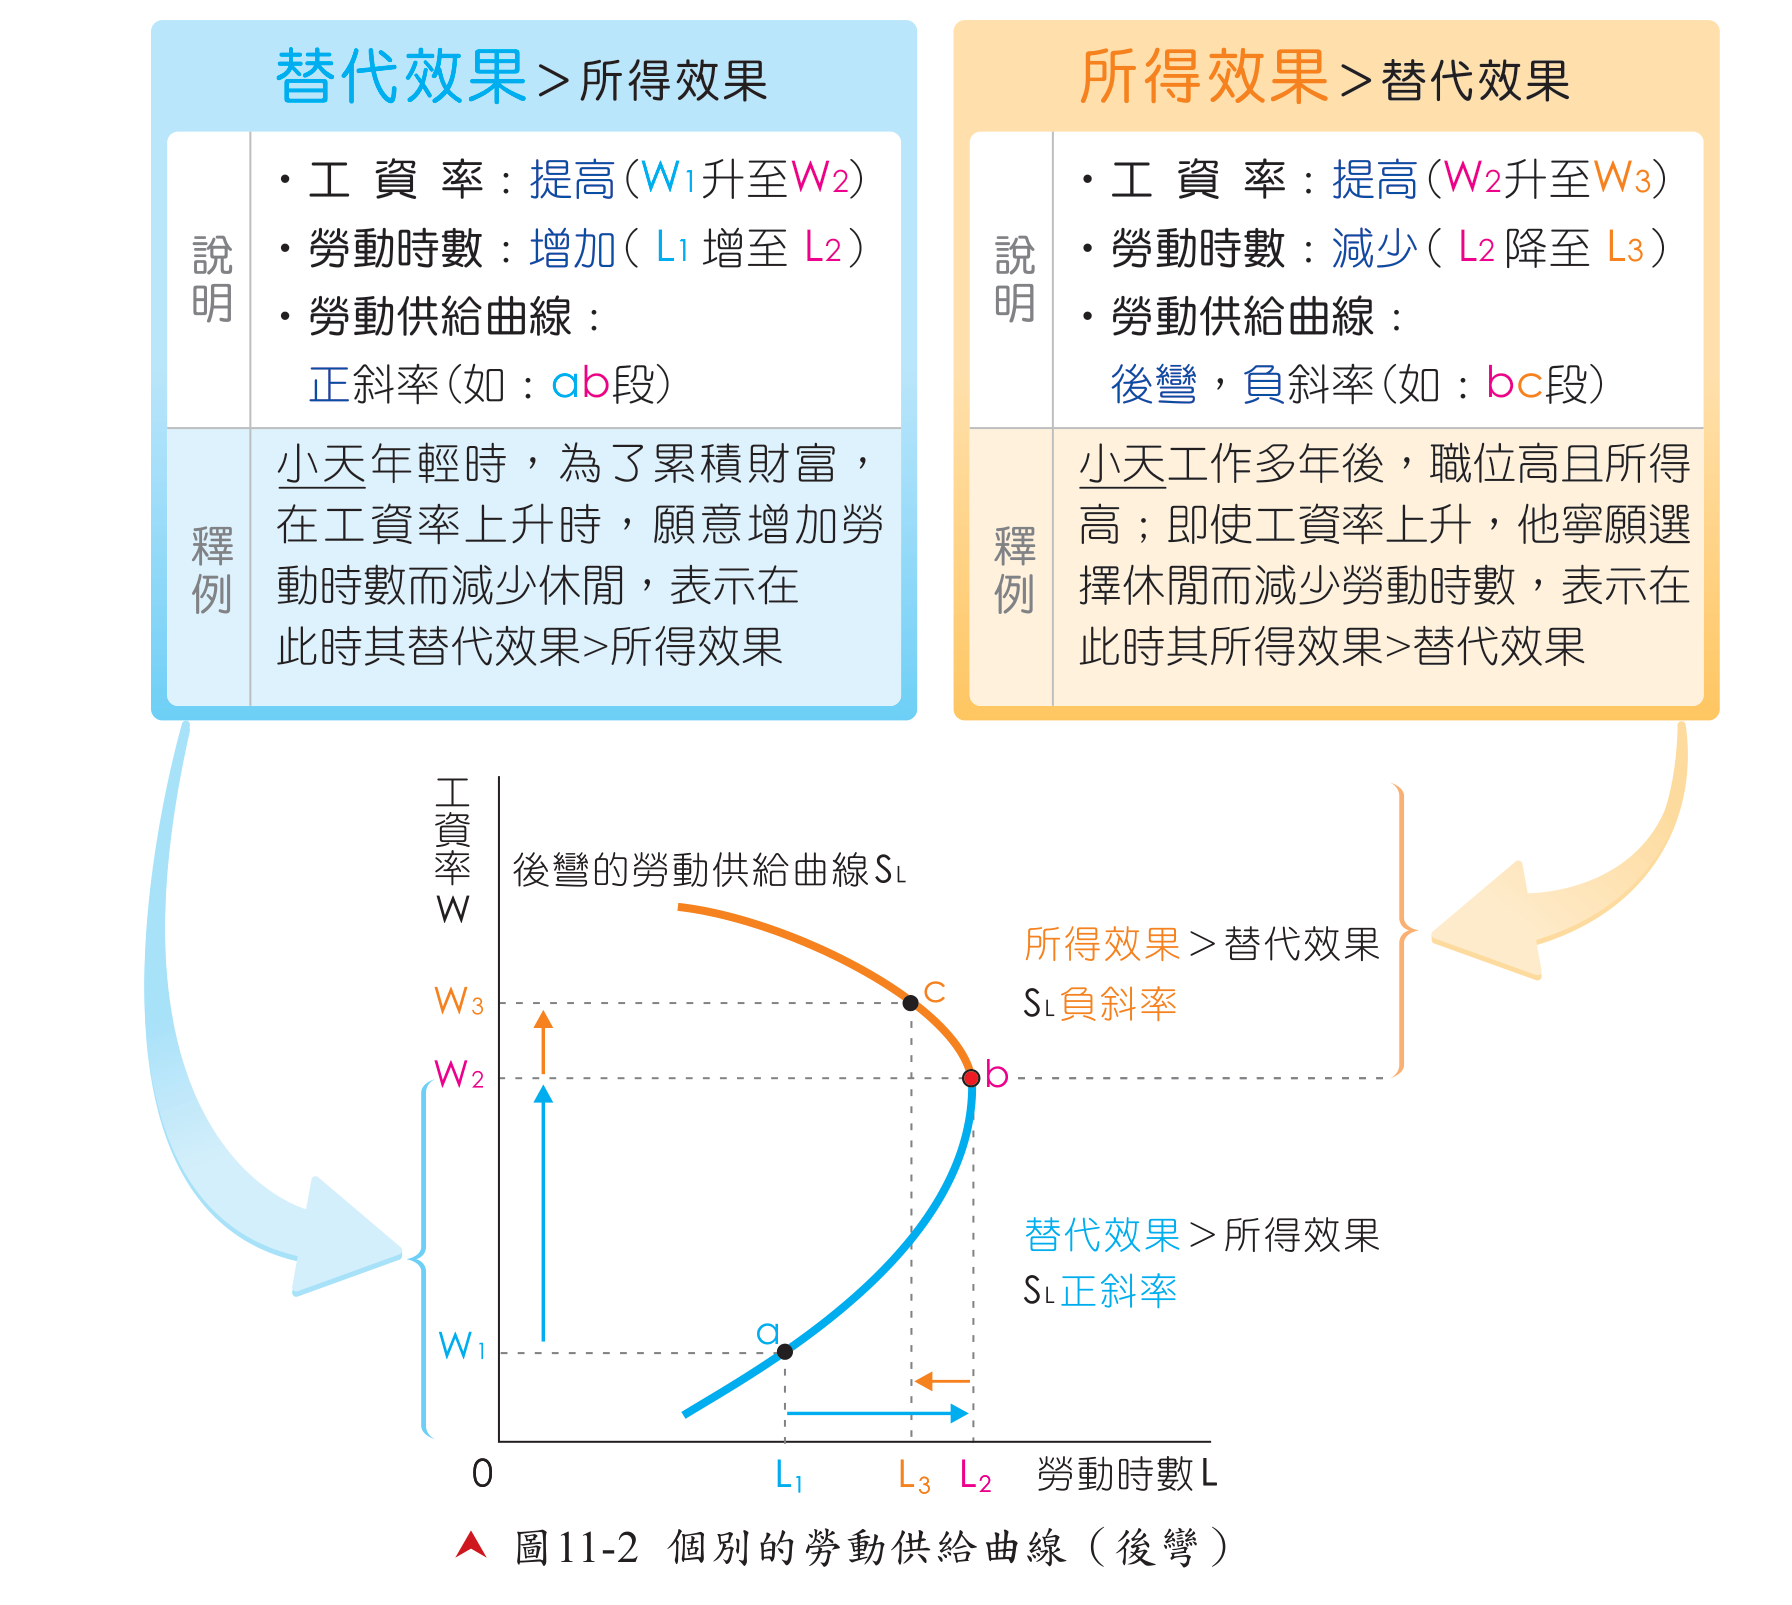 替代效果>所得效果
說明
・工資率：提高(W1升至W2)
・勞動時數：增加( L1 增至 L2 )
・勞動供給曲線：
正斜率(如：ab段)
釋例
小天年輕時，為了累積財富，
在工資率上升時，願意增加勞
動時數而減少休閒，表示在
此時其替代效果>所得效果
所得效果>替代效果
說明
・工資率：提高(W2升至W3)
・勞動時數：減少( L2 降至 L3 )
・勞動供給曲線：
後彎，負斜率(如：bc段)
釋例
小天工作多年後，職位高且所得
高；即使工資率上升，他寧願選
擇休閒而減少勞動時數，表示在
此時其所得效果>替代效果
工資率W
後彎的勞動供給曲線SL
所得效果>替代效果
SL負斜率
W3
c
W2
b
替代效果>所得效果
SL正斜率
W1
a
0
L1
L3
L2
勞動時數L
圖11-2 個別的勞動供給曲線（後彎）